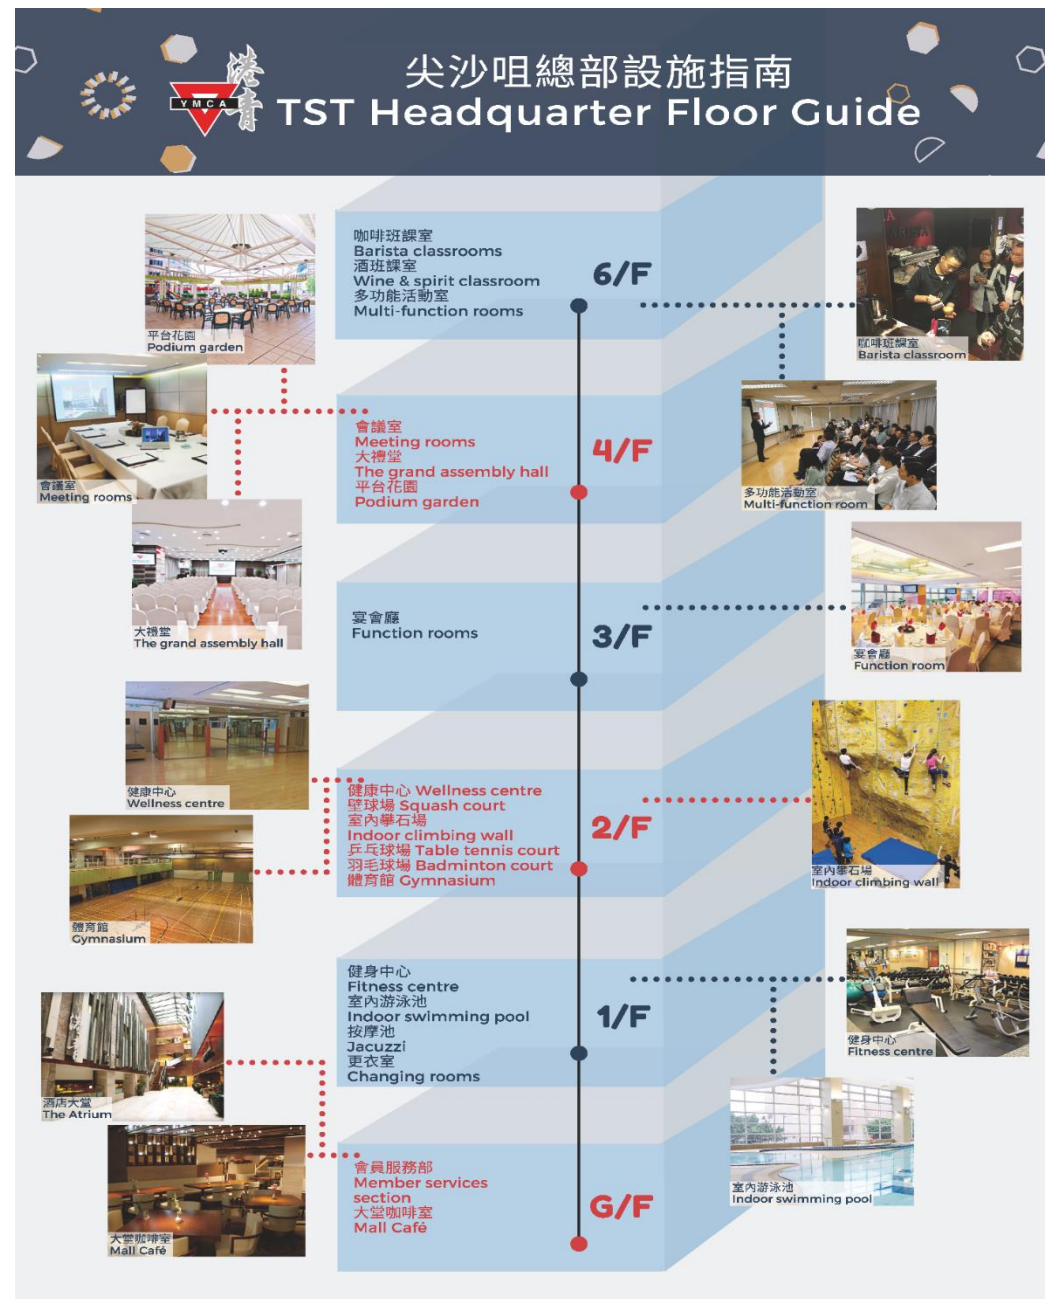 港青
YMCA
尖沙咀總部設施指南
TST Headquarter Floor Guide
咖啡班課室
Barista classrooms
酒班課室
Wine & spirit classroom
多功能活動室
Multi-function rooms
6/F
平台花園
Podium garden
咖啡班課室
Barista classroom
會議室
Meeting rooms
大禮堂
The grand assembly hall
平台花園
Podium garden
4/F
會議室
Meeting rooms
多功能活動室
Multi-function room
大禮堂
The grand assembly hall
宴會廳
Function rooms
3/F
宴會廳
Function room
健康中心
Wellness centre
健康中心 Wellness centre
壁球場 Squash court
室內攀石場
Indoor climbing wall
乒乓球場 Table tennis court
羽毛球場 Badminton court
體育館 Gymnasium
2/F
室內攀石場
Indoor climbing wall
體育館
Gymnasium
健身中心
Fitness centre
室內游泳池
Indoor swimming pool
按摩池
Jacuzzi
更衣室
Changing rooms
1/F
健身中心
Fitness centre
酒店大堂
The Atrium
室內游泳池
Indoor swimming pool
會員服務部
Member services
section
大堂咖啡室
Mall Café
G/F
大堂咖啡室
Mall Café